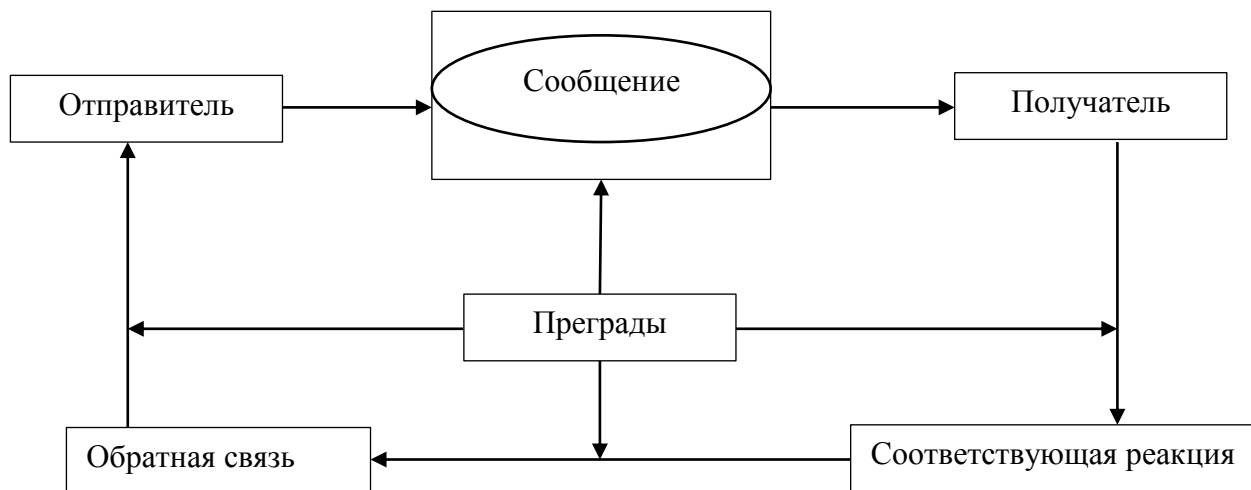 Сообщение
Отправитель
Получатель
Преграды
Обратная связь
Соответствующая реакция